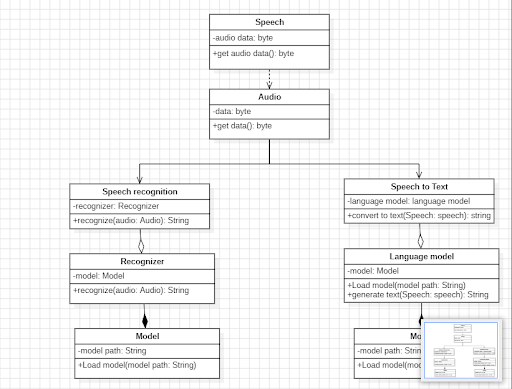 Speech
-audio data: byte
+get audio data(): byte
Audio
-data: byte
+get data(): byte
Speech recognition
-recognizer: Recognizer
+recognize(audio: Audio): String
Speech to Text
-language model: language model
+convert to text(Speech: speech): string
Recognizer
-model: Model
+recognize(audio: Audio): String
Language model
-model: Model
+Load model(model path: String)
+generate text(Speech: speech): String
Model
-model path: String
+Load model(model path: String)
-model path: String
+Load